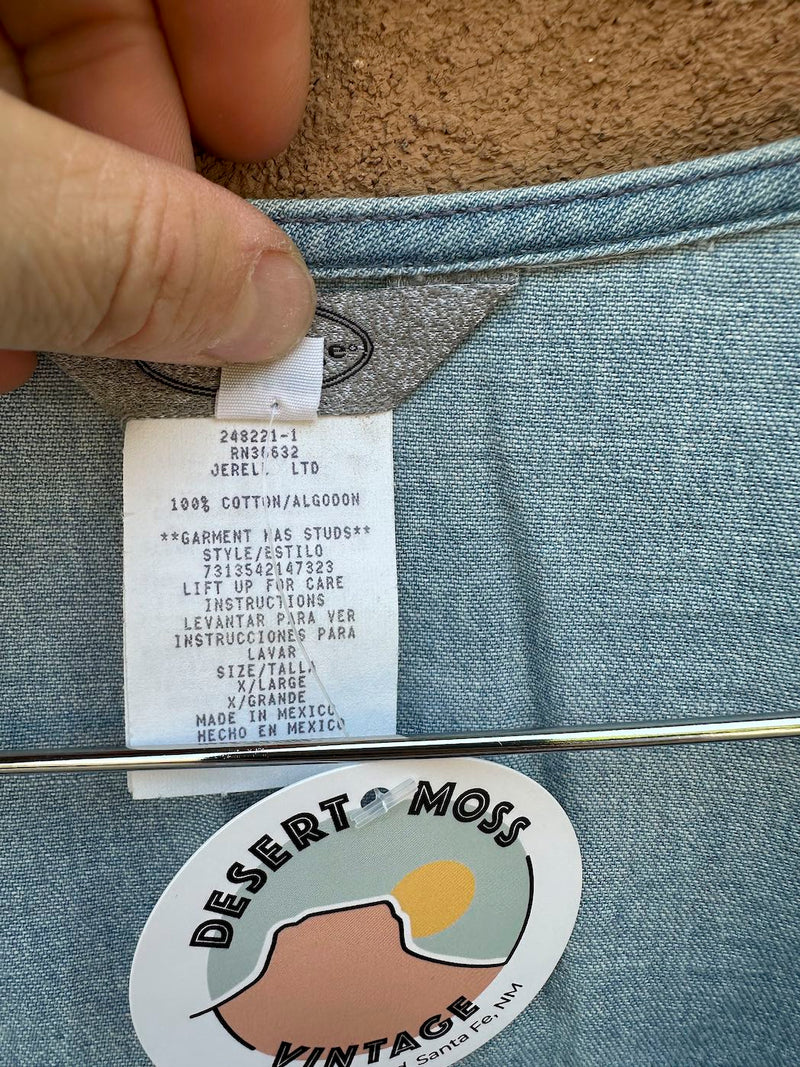 248221-1
JERELL LTD
100% COTTON/ALGODON
**GARMENT HAS STUDS**
STYLE/ESTILO
7313542147323
LIFT UP FOR CARE
INSTRUCTIONS
LEVANTAR PARA VER
INSTRUCCIONES PARA
LAVAR
SIZE/TALLA
X/LARGE
X/GRANDE
MADE IN MEXICO
HECHO EN MEXICO
DESERT MOSS
VINTAGE
Santa Fe, NM